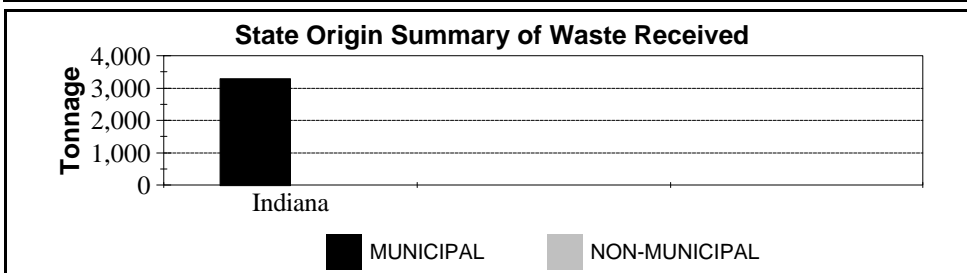 State Origin Summary of Waste Received
Tonnage
4,000
3,000
2,000
1,000
0
Indiana
MUNICIPAL NON-MUNICIPAL